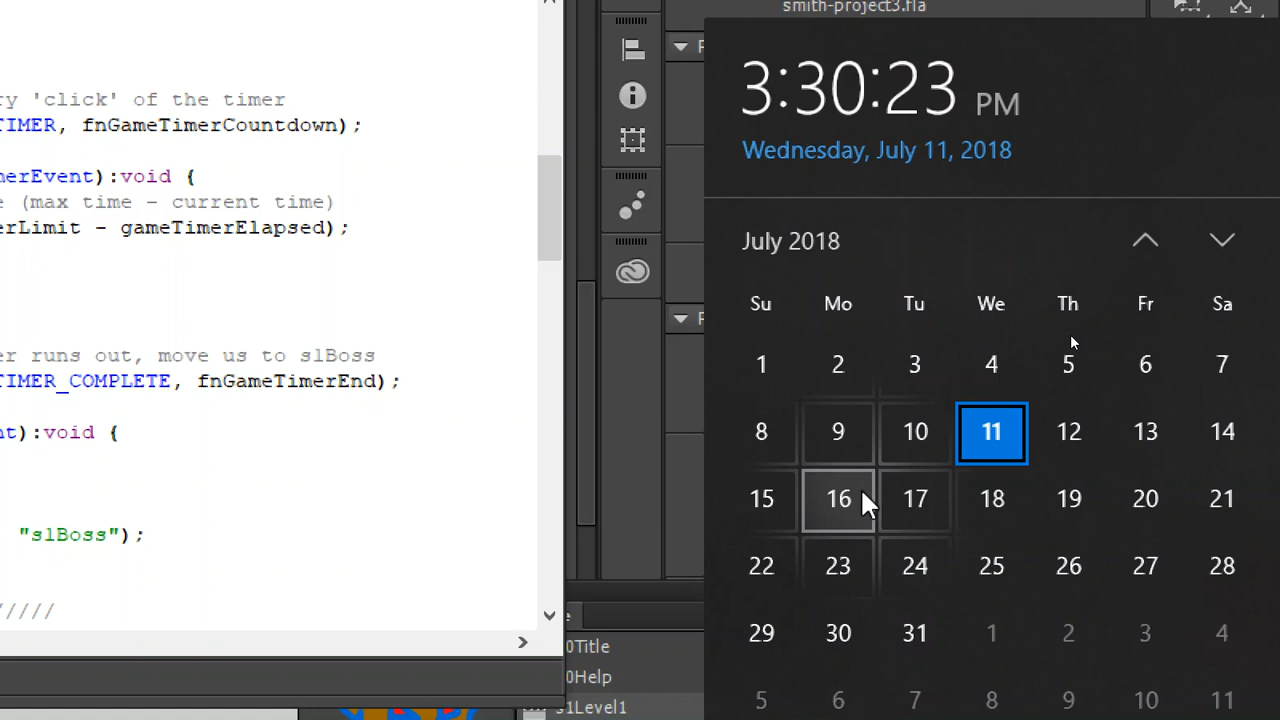 smith-project3.fla
ry 'click' of the timer
TIMER, fnGameTimerCountdown);
merEvent):void {
e (max time - current time)
erLimit - gameTimerElapsed);
er runs out, move us to s1Boss
TIMER_COMPLETE, fnGameTimerEnd);
nt):void {
"s1Boss");
/////
0Title
0Help
s1Level1
3:30:23 PM
Wednesday, July 11, 2018
July 2018
Su Mo Tu We Th Fr Sa
1 2 3 4 5 6 7
8 9 10 11 12 13 14
15 16 17 18 19 20 21
22 23 24 25 26 27 28
29 30 31 1 2 3 4
5 6 7 8 9 10 11